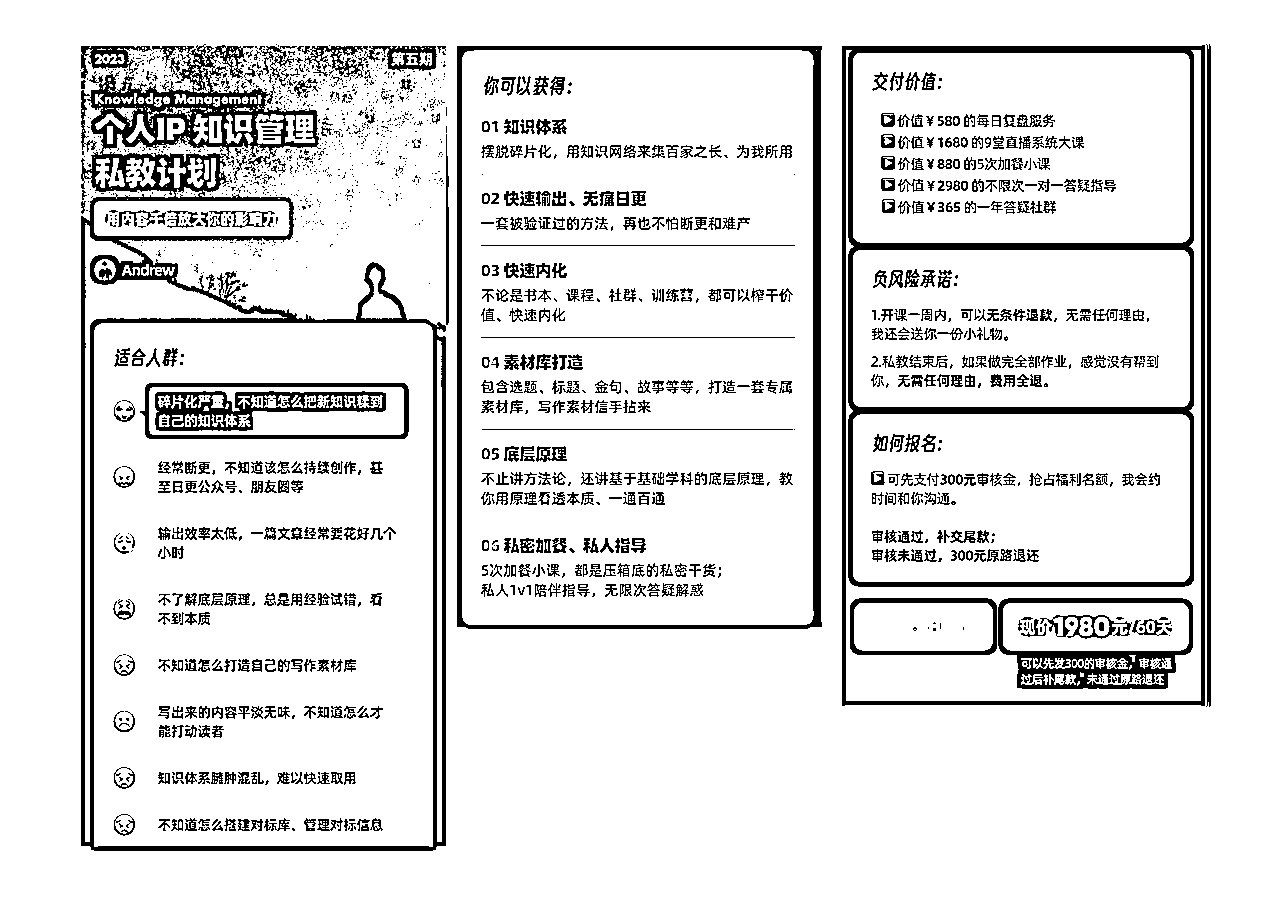 2023
第五期
Knowledge Management
个人IP 知识管理
私教计划
用内容主倍放大你的影响力
Andrew
适合人群：
碎片化严重，不知道怎么把新知识揉到
自己的知识体系
经常断更，不知道该怎么持续创作，甚
至日更公众号、朋友圈等
输出效率太低，一篇文章经常要花好几个
小时
不了解底层原理，总是用经验试错，看
不到本质
不知道怎么打造自己的写作素材库
写出来的内容平淡无味，不知道怎么才
能打动读者
知识体系臃肿混乱，难以快速取用
不知道怎么搭建对标库、管理对标信息
你可以获得：
01 知识体系
摆脱碎片化，用知识网络来集百家之长、为我所用
02 快速输出、无痛日更
一套被验证过的方法，再也不怕断更和难产
03 快速内化
不论是书本、课程、社群、训练营，都可以榨干价
值、快速内化
04 素材库打造
包含选题、标题、金句、故事等等，打造一套专属
素材库，写作素材信手拈来
05 底层原理
不止讲方法论，还讲基于基础学科的底层原理，教
你用原理看透本质、一通百通
06 私密加餐、私人指导
5次加餐小课，都是压箱底的私密干货；
私人1v1陪伴指导，无限次答疑解惑
交付价值：
价值￥580 的每日复盘服务
价值￥1680 的9堂直播系统大课
价值￥880 的5次加餐小课
价值￥2980 的不限次一对一答疑指导
价值￥365 的一年答疑社群
负风险承诺：
1.开课一周内，可以无条件退款，无需任何理由，
我还会送你一份小礼物。
2.私教结束后，如果做完全部作业，感觉没有帮到
你，无需任何理由，费用全退。
如何报名：
可先支付300元审核金，抢占福利名额，我会约
时间和你沟通。
审核通过，补交尾款；
审核未通过，300元原路退还
现价1980元/60天
可以先发300的审核金，审核通
过后补尾款，未通过原路退还